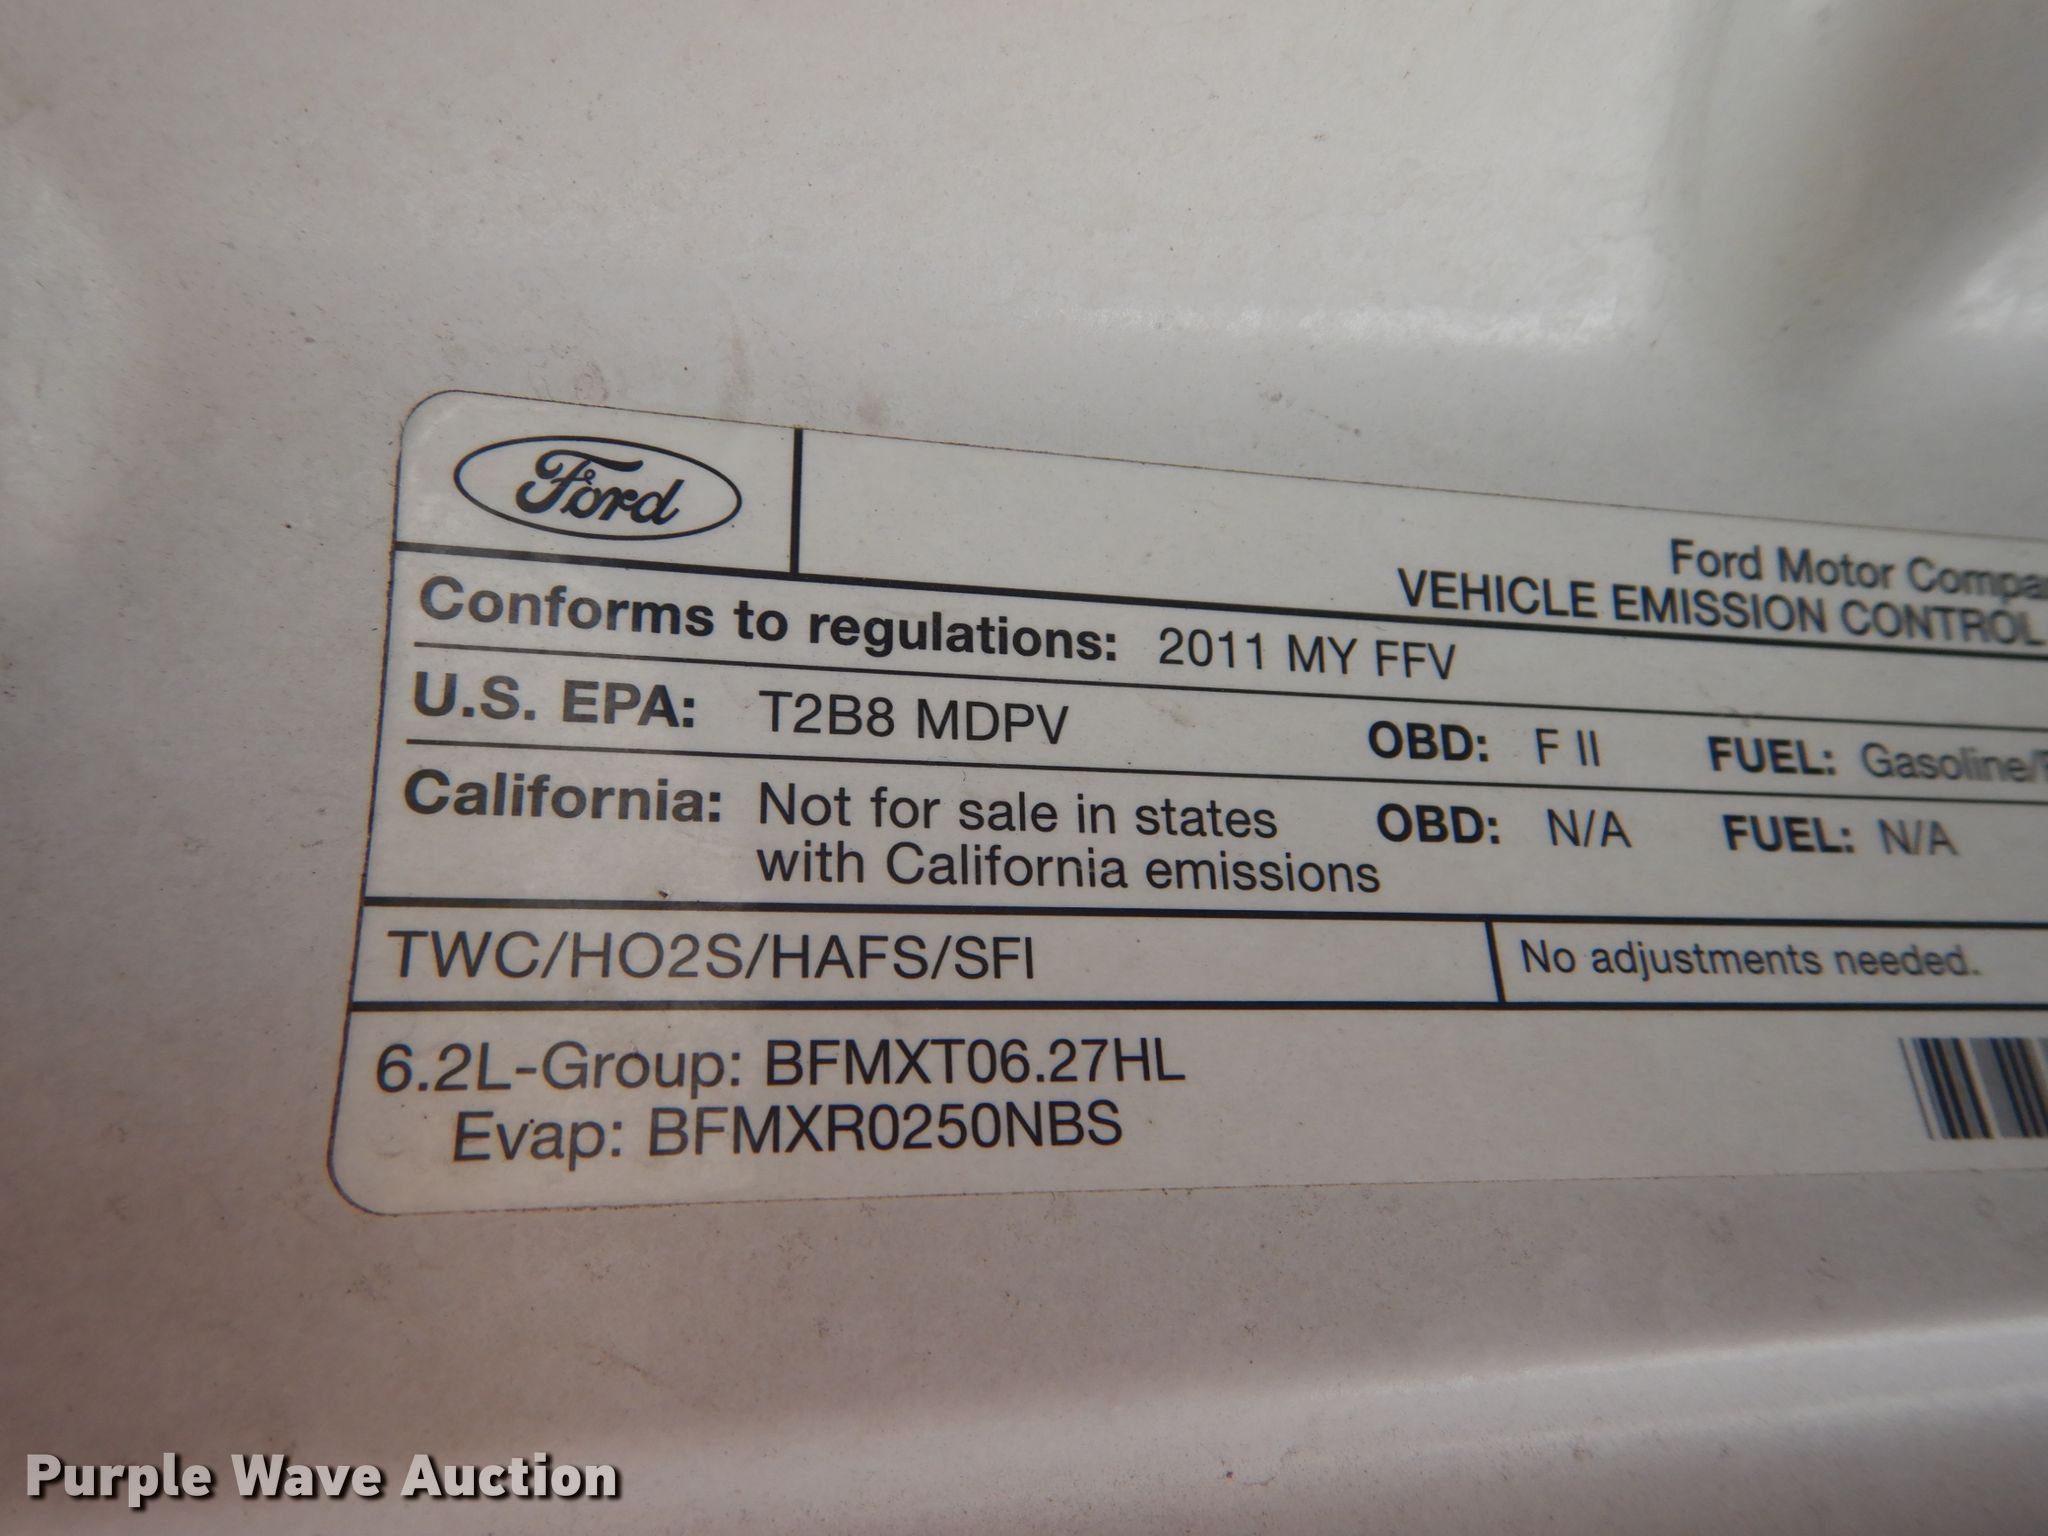 Ford
Ford Motor Compa
VEHICLE EMISSION CONTROL
Conforms to regulations: 2011 MY FFV
U.S. EPA: T2B8 MDPV OBD: F II FUEL: Gasoline/
California: Not for sale in states OBD: N/A FUEL: N/A
with California emissions
TWC/HO2S/HAFS/SFI No adjustments needed.
6.2L-Group: BFMXT06.27HL
Evap: BFMXR0250NBS
Purple Wave Auction